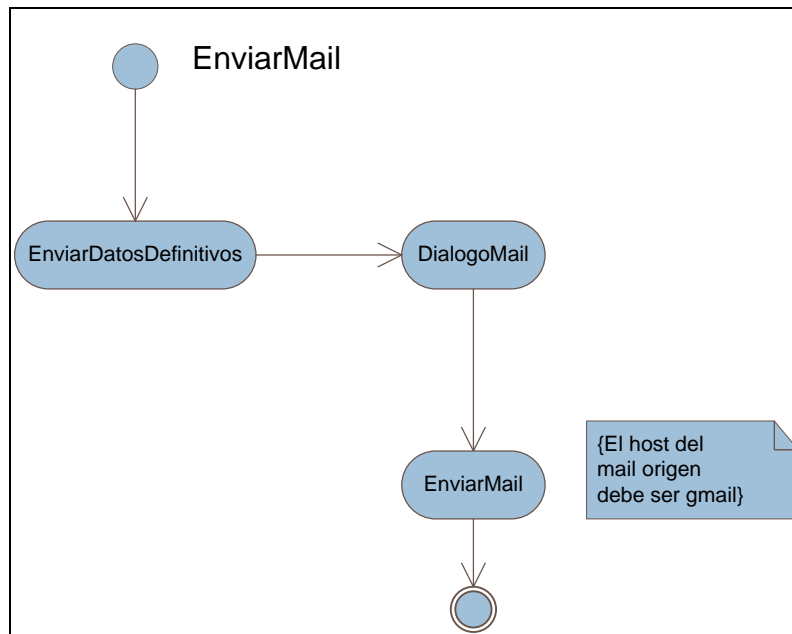 EnviarMail
EnviarDatosDefinitivos
DialogoMail
{El host del
mail origen
debe ser gmail}
EnviarMail